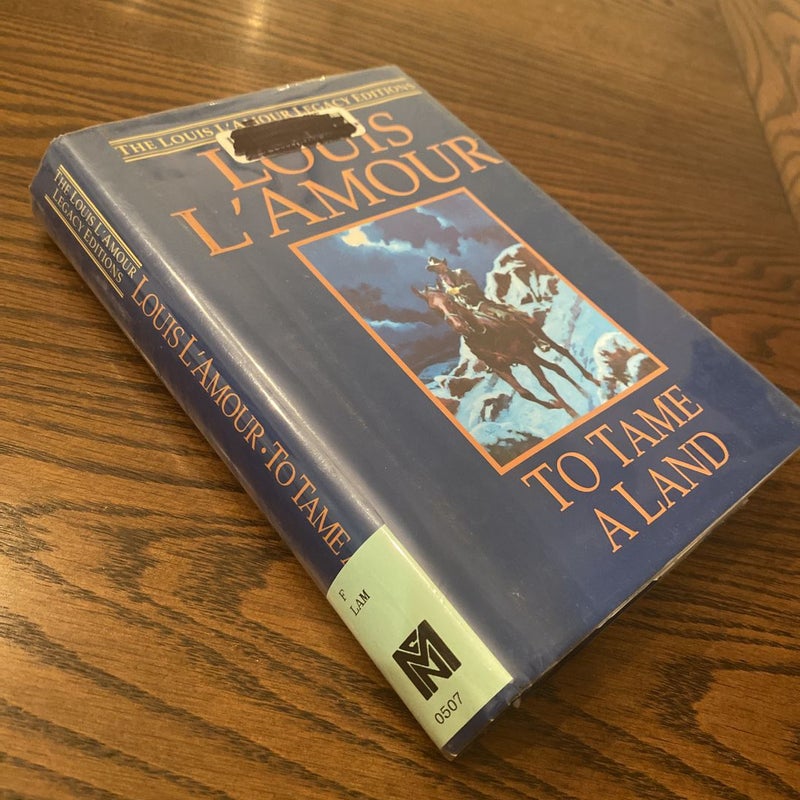 THE LOUIS L'AMOUR LEGACY EDITIONS
LOUIS
L'AMOUR
TO TAME
A LAND
THE LOUIS L'AMOUR
LEGACY EDITIONS
LOUIS L'AMOUR · TO TAME A
F
LAM
0507